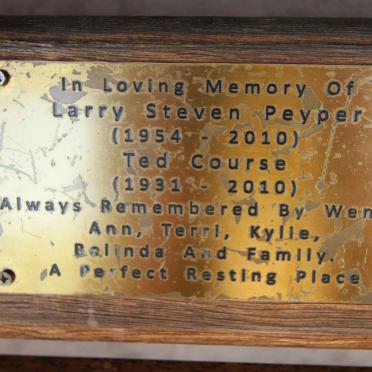 In Loving Memory Of
Larry Steven Peyper
(1954 - 2010)
Ted Course
(1931 - 2010)
Always Remembered By Wen
Ann, Terri, Kylie,
Belinda And Family.
A Perfect Resting Place